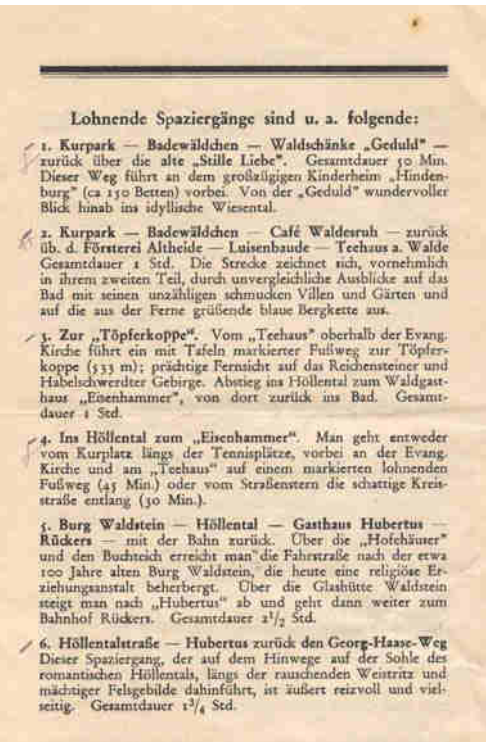 Lohnende Spaziergänge sind u. a. folgende:
1. Kurpark — Badewäldchen — Waldschänke „Geduld" —
zurück über die alte „Stille Liebe". Gesamtdauer 50 Min.
Dieser Weg führt an dem großzügigen Kinderheim „Hinden-
burg" (ca 150 Betten) vorbei. Von der „Geduld" wundervoller
Blick hinab ins idyllische Wiesental.
2. Kurpark — Badewäldchen — Café Waldesruh — zurück
üb. d. Försterei Altheide — Luisenbaude — Teehaus a. Walde
Gesamtdauer 1 Std. Die Strecke zeichnet sich, vornehmlich
in ihrem zweiten Teil, durch unvergleichliche Ausblicke auf das
Bad mit seinen unzähligen schmucken Villen und Gärten und
auf die aus der Ferne grüßende blaue Bergkette aus.
3. Zur „Töpferkoppe". Vom „Teehaus" oberhalb der Evang.
Kirche führt ein mit Tafeln markierter Fußweg zur Töpfer-
koppe (533 m); prächtige Fernsicht auf das Reichensteiner und
Habelschwerdter Gebirge. Abstieg ins Höllental zum Waldgast-
haus „Eisenhammer", von dort zurück ins Bad. Gesamt-
dauer 1 Std.
4. Ins Höllental zum „Eisenhammer". Man geht entweder
vom Kurplatz längs der Tennisplätze, vorbei an der Evang.
Kirche und am „Teehaus" auf einem markierten lohnenden
Fußweg (45 Min.) oder vom Straßenstern die schattige Kreis-
straße entlang (30 Min.).
5. Burg Waldstein — Höllental — Gasthaus Hubertus —
Rückers — mit der Bahn zurück. Über die „Hofehäuser"
und den Buchteich erreicht man die Fahrstraße nach der etwa
100 Jahre alten Burg Waldstein, die heute eine religiöse Er-
ziehungsanstalt beherbergt. Über die Glashütte Waldstein
steigt man nach „Hubertus" ab und geht dann weiter zum
Bahnhof Rückers. Gesamtdauer 2½ Std.
6. Höllentalstraße — Hubertus zurück den Georg-Haase-Weg
Dieser Spaziergang, der auf dem Hinwege auf der Sohle des
romantischen Höllentals, längs der rauschenden Weistritz und
mächtiger Felsgebilde dahinführt, ist äußert reizvoll und viel-
seitig. Gesamtdauer 1¾ Std.